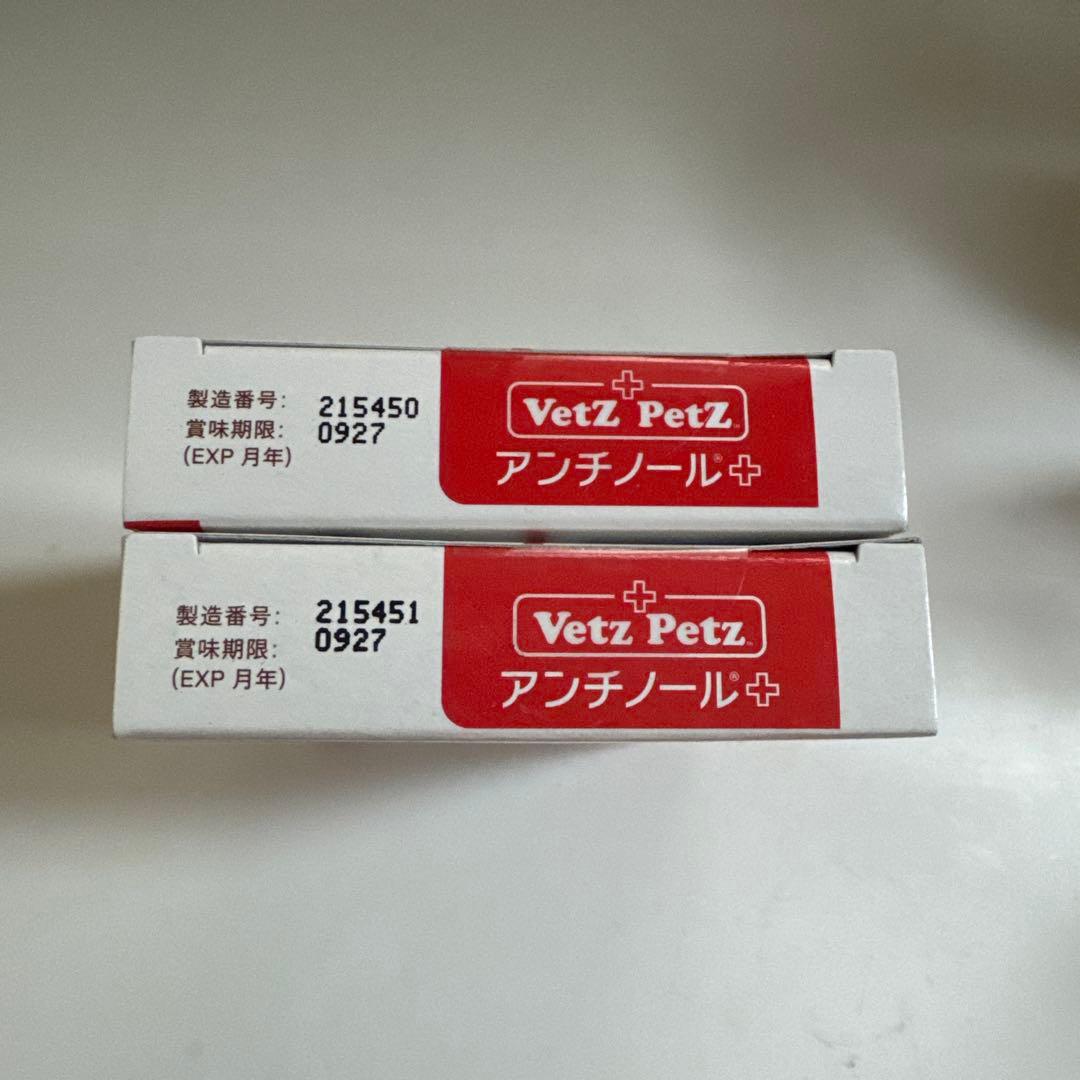 製造番号: 215450
賞味期限: 0927
(EXP 月年)
VetZ PetZ™
アンチノール®+
製造番号: 215451
賞味期限: 0927
(EXP 月年)
Vetz Petz™
アンチノール®+